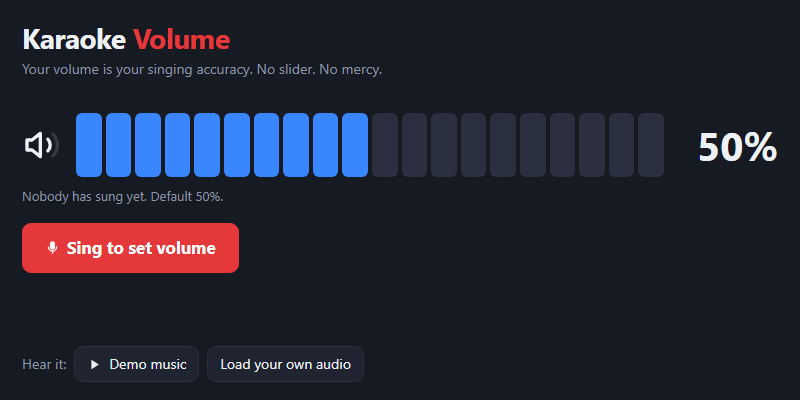 Karaoke Volume
Your volume is your singing accuracy. No slider. No mercy.
50%
Nobody has sung yet. Default 50%.
Sing to set volume
Hear it: Demo music Load your own audio